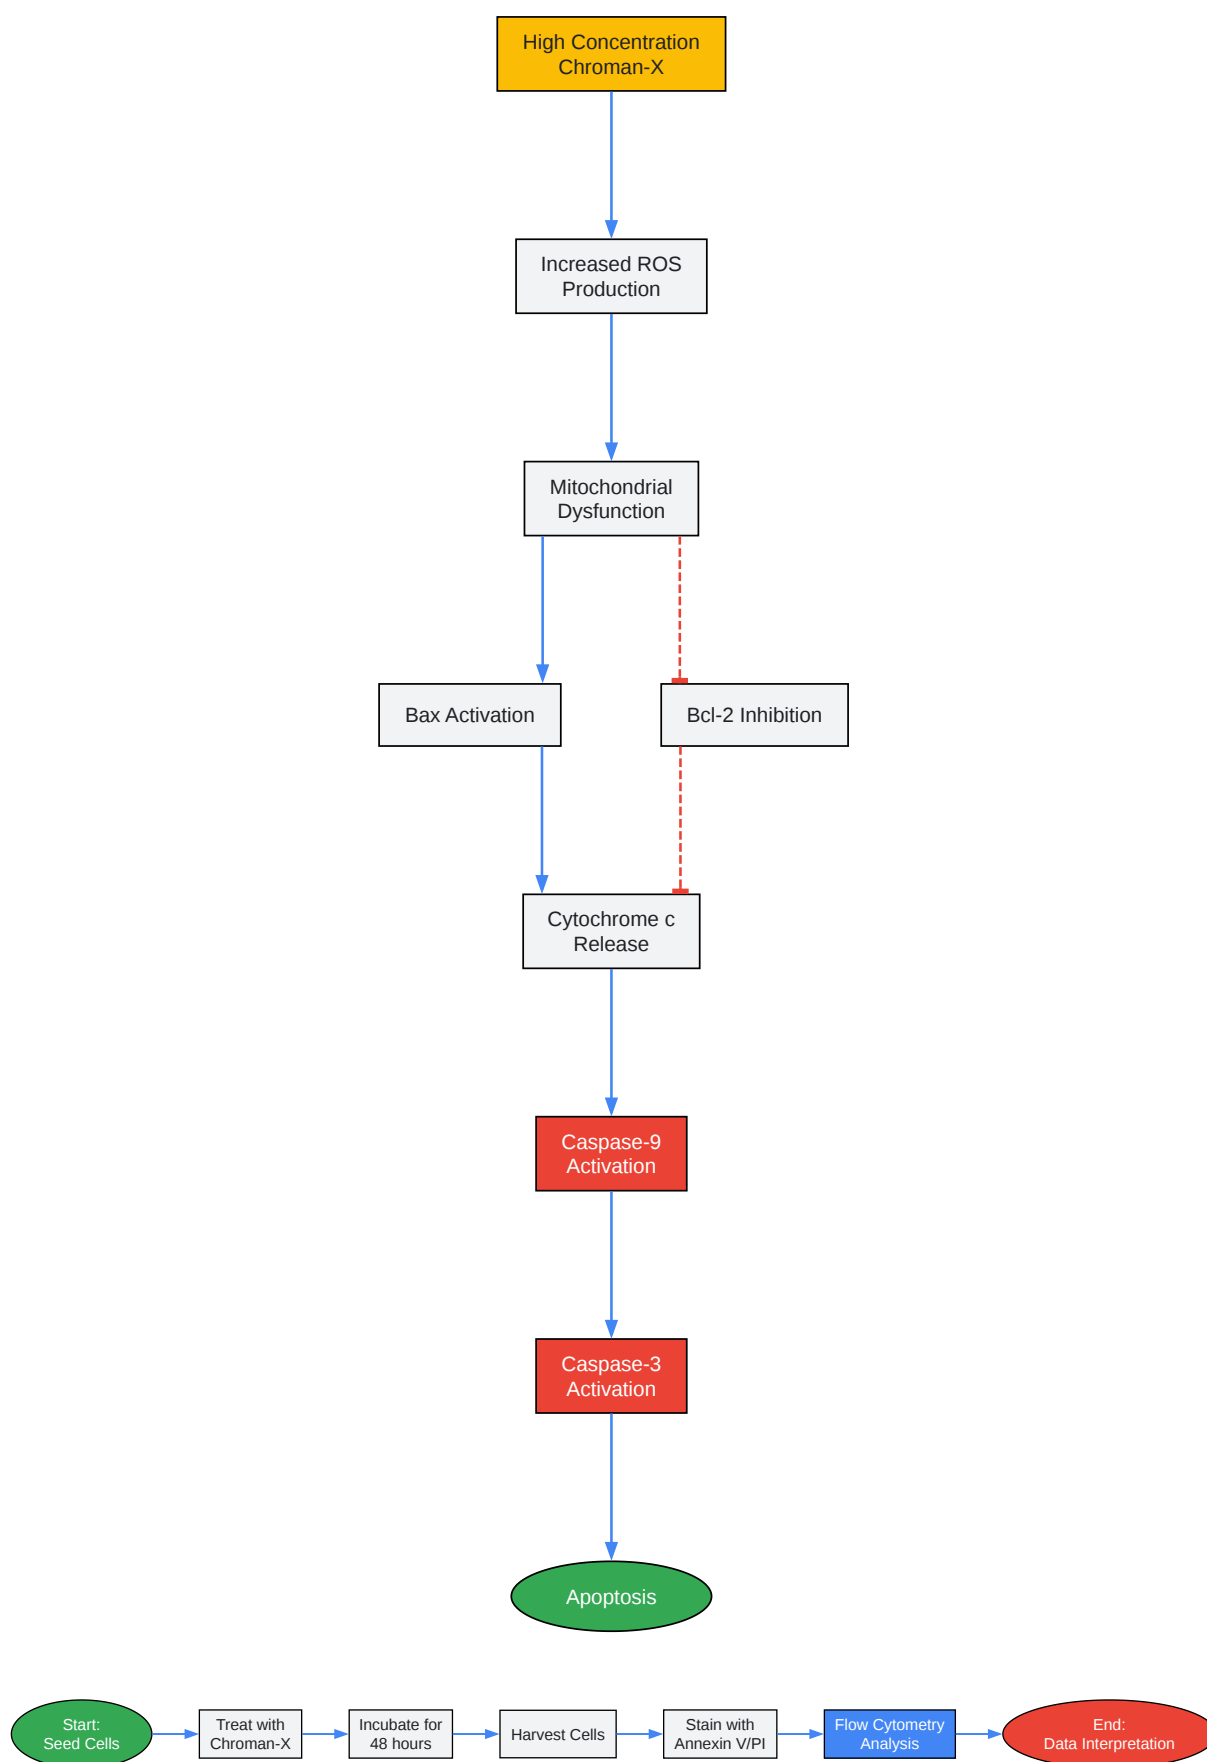 High Concentration
Chroman-X
Increased ROS
Production
Mitochondrial
Dysfunction
Bax Activation
Bcl-2 Inhibition
Cytochrome c
Release
Caspase-9
Activation
Caspase-3
Activation
Apoptosis
Start:
Seed Cells
Treat with
Chroman-X
Incubate for
48 hours
Harvest Cells
Stain with
Annexin V/PI
Flow Cytometry
Analysis
End:
Data Interpretation